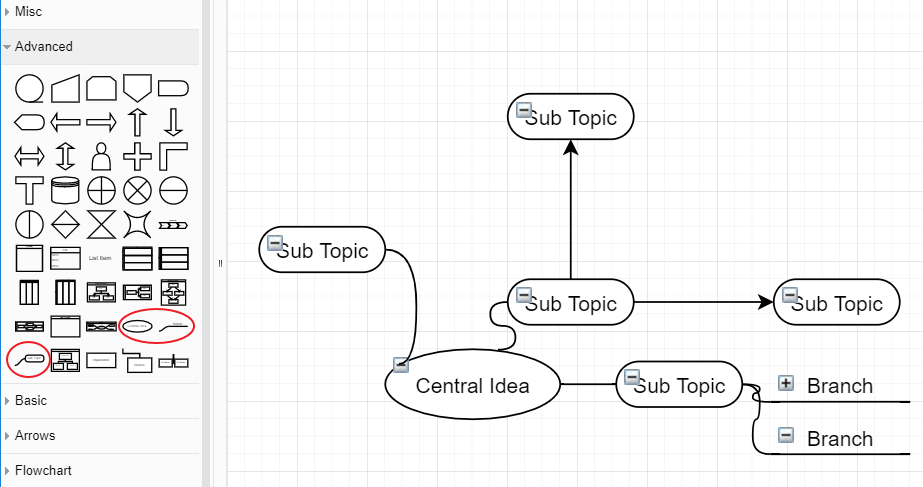 Misc
Advanced
List Item
Basic
Arrows
Flowchart
Sub Topic
Sub Topic
Sub Topic
Sub Topic
Central Idea
Sub Topic
Branch
Branch